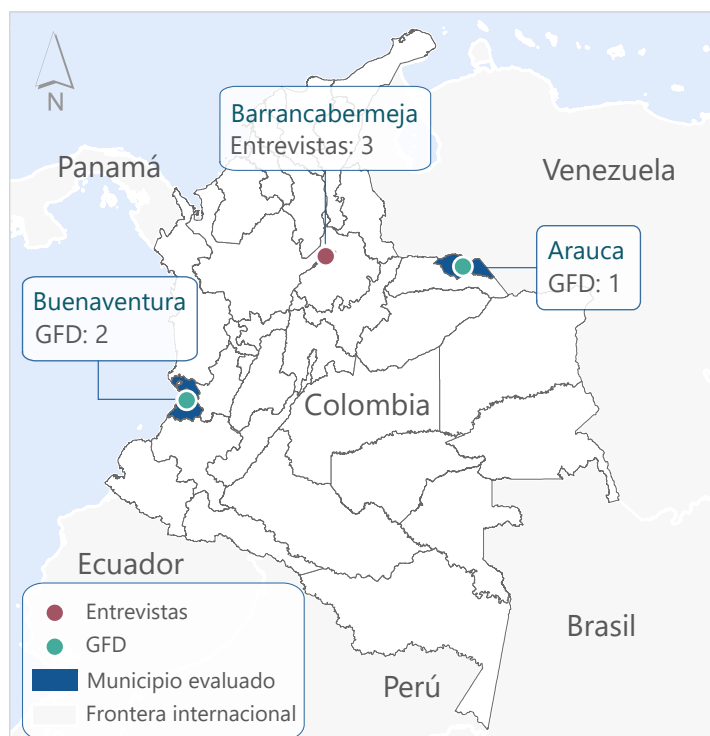 N
Barrancabermeja
Entrevistas: 3
Panamá
Venezuela
Arauca
GFD: 1
Buenaventura
GFD: 2
Colombia
Ecuador
Entrevistas
GFD
Municipio evaluado
Frontera internacional
Brasil
Perú